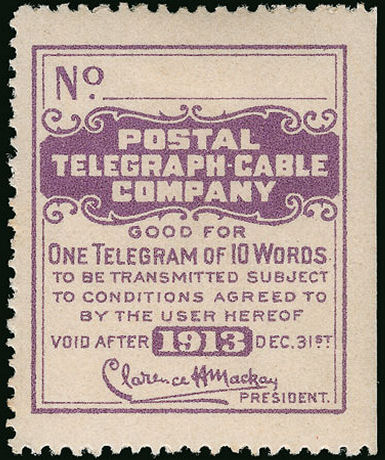 No.
POSTAL
TELEGRAPH-CABLE
COMPANY
GOOD FOR
ONE TELEGRAM OF 10 WORDS
TO BE TRANSMITTED SUBJECT
TO CONDITIONS AGREED TO
BY THE USER HEREOF
VOID AFTER 1913 DEC. 31ST
Clarence H Mackay
PRESIDENT.